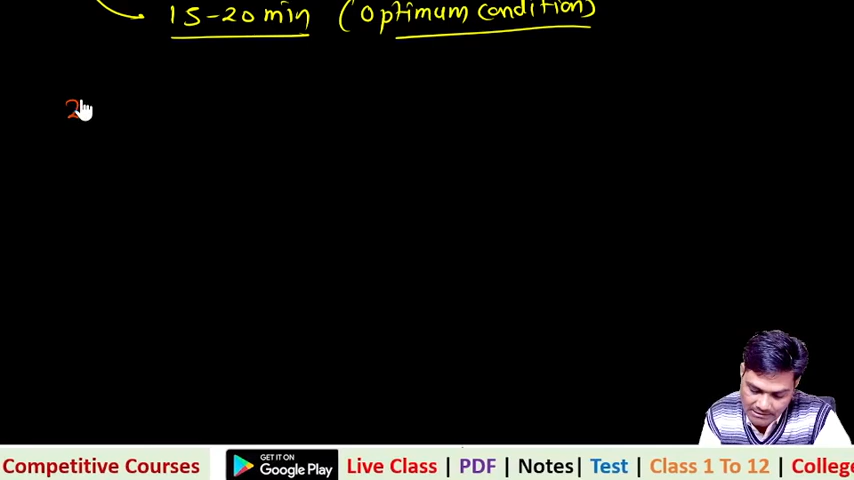 15-20 min (Optimum condition)
2
Competitive Courses
GET IT ON
Google Play
Live Class | PDF | Notes| Test | Class 1 To 12 | College